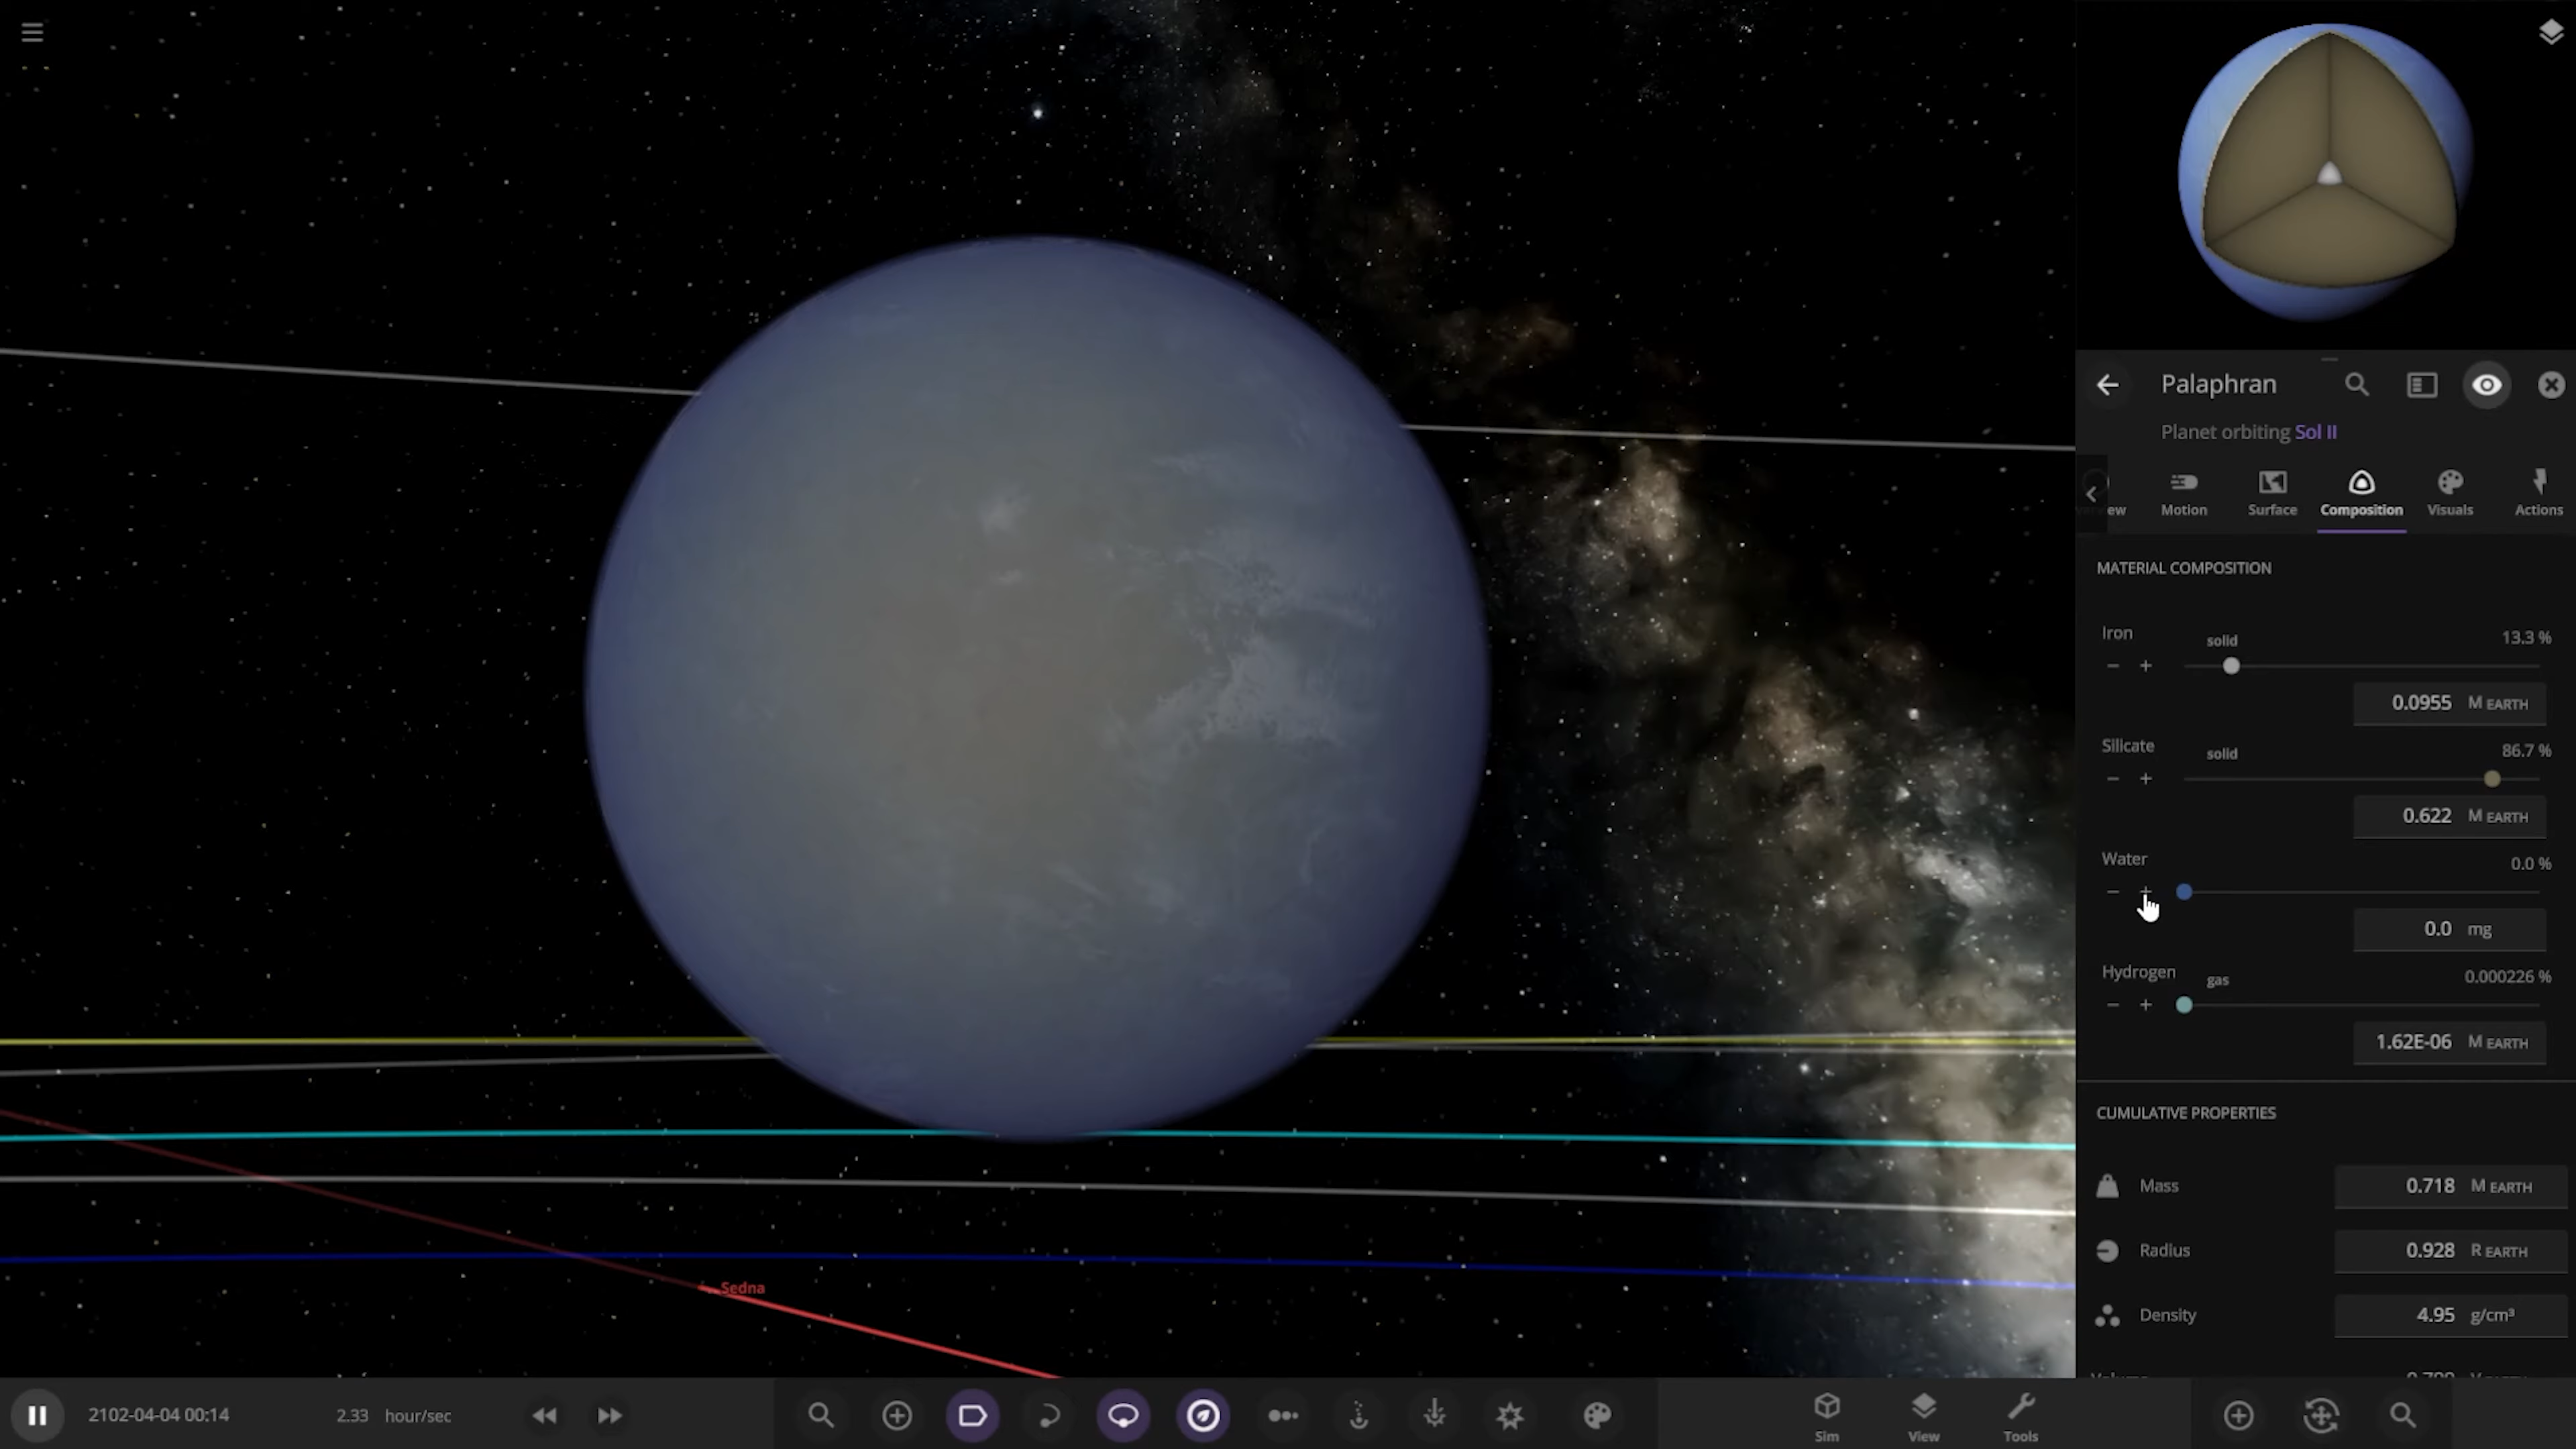 Palaphran
Planet orbiting Sol II
ew
Motion
Surface
Composition
Visuals
Actions
MATERIAL COMPOSITION
Iron
solid
13.3 %
0.0955 M EARTH
Silicate
solid
86.7 %
0.622 M EARTH
Water
0.0 %
0.0 mg
Hydrogen
gas
0.000226 %
1.62E-06 M EARTH
CUMULATIVE PROPERTIES
Mass 0.718 M EARTH
Radius 0.928 R EARTH
Density 4.95 g/cm³
Sedna
2102-04-04 00:14
2.33 hour/sec
Sim
View
Tools